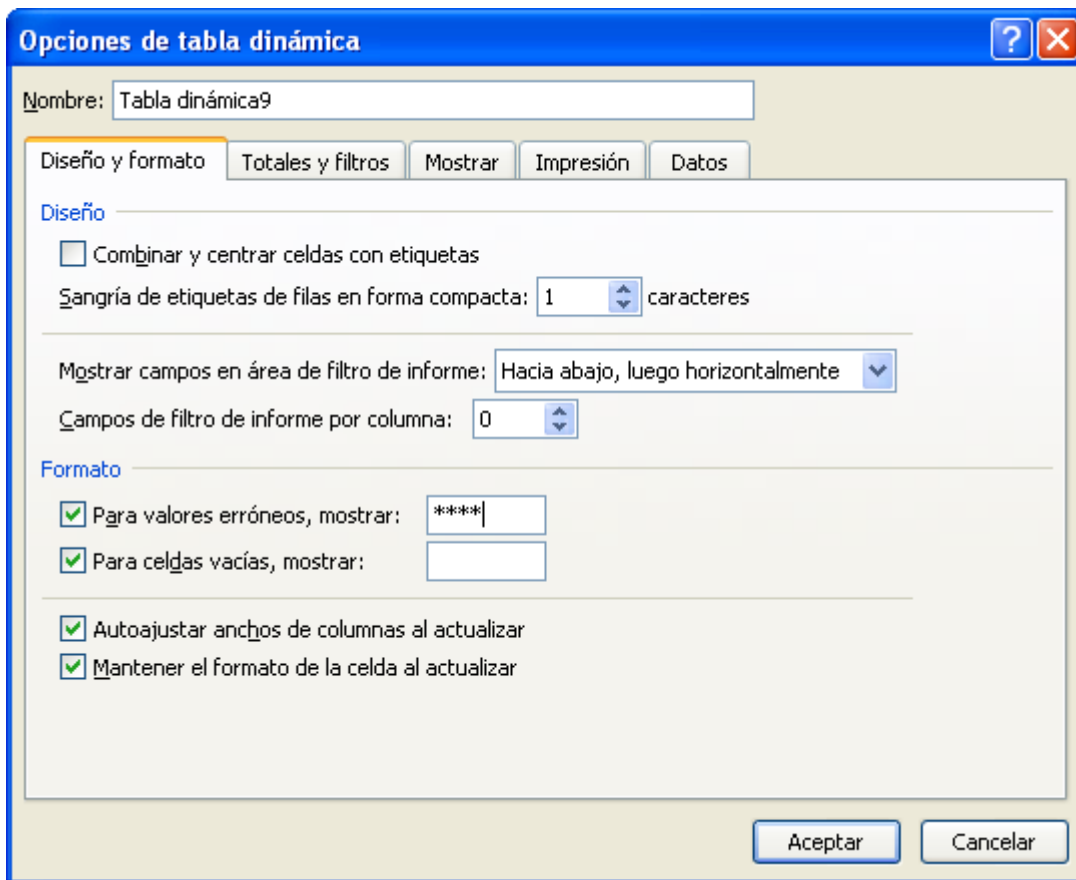 Opciones de tabla dinámica
Nombre: Tabla dinámica9
Diseño y formato Totales y filtros Mostrar Impresión Datos
Diseño
Combinar y centrar celdas con etiquetas
Sangría de etiquetas de filas en forma compacta: 1 caracteres
Mostrar campos en área de filtro de informe: Hacia abajo, luego horizontalmente
Campos de filtro de informe por columna: 0
Formato
Para valores erróneos, mostrar: ****
Para celdas vacías, mostrar:
Autoajustar anchos de columnas al actualizar
Mantener el formato de la celda al actualizar
Aceptar Cancelar